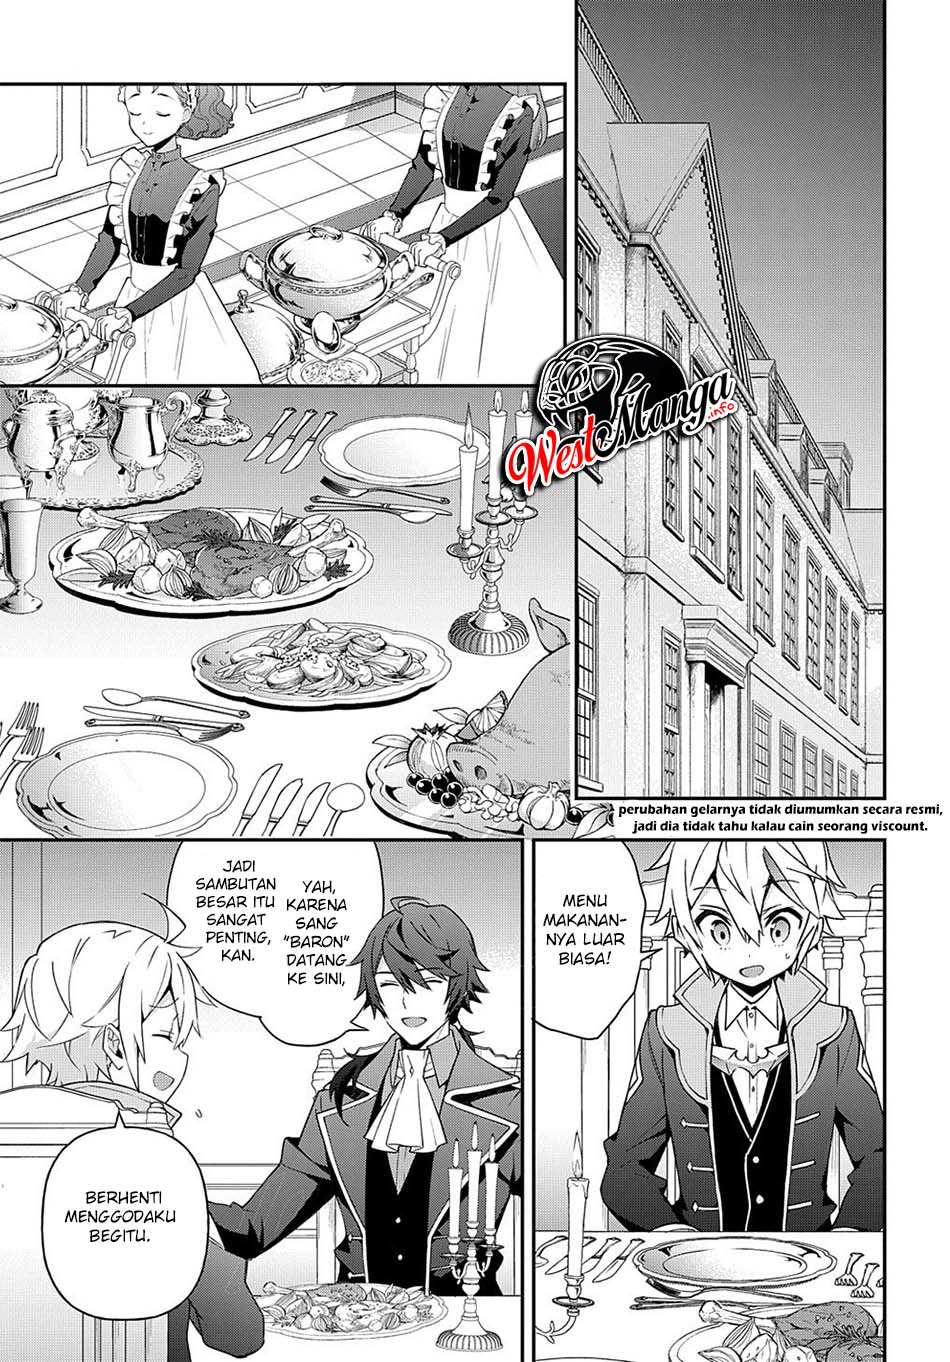 WestManga
.info
perubahan gelarnya tidak diumumkan secara resmi,
jadi dia tidak tahu kalau cain seorang viscount.
MENU
MAKANAN-
NYA LUAR
BIASA!
YAH,
KARENA
SANG
"BARON"
DATANG
KE SINI,
JADI
SAMBUTAN
BESAR ITU
SANGAT
PENTING,
KAN.
BERHENTI
MENGGODAKU
BEGITU.